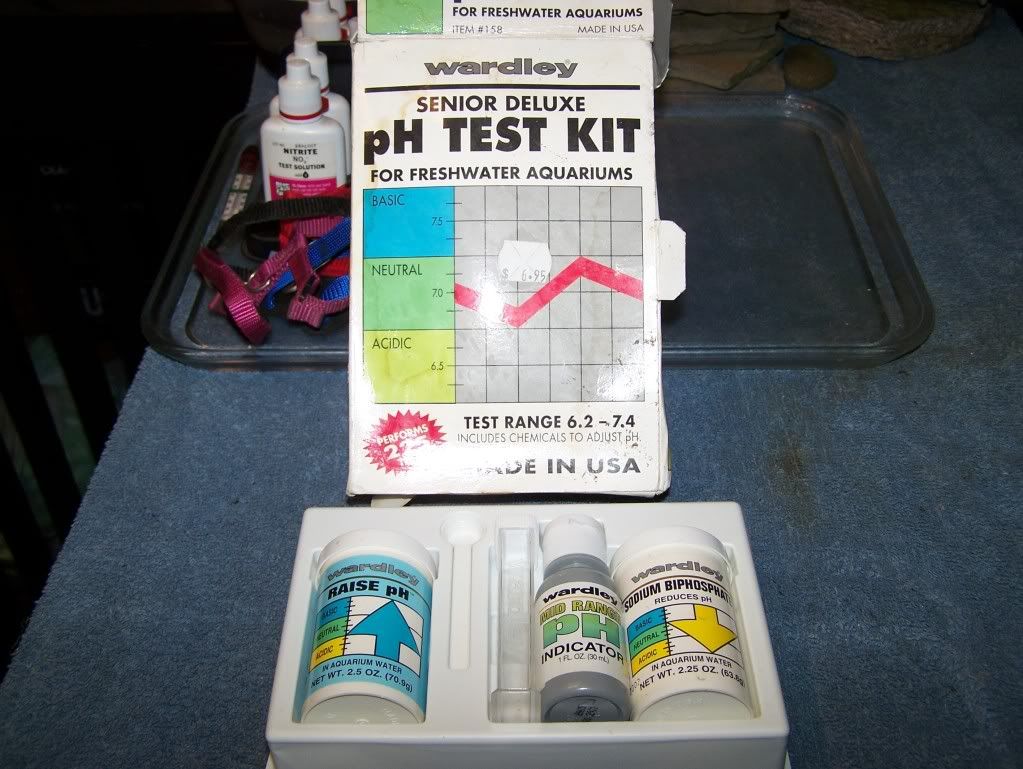 FOR FRESHWATER AQUARIUMS
ITEM #158 MADE IN USA
wardley
SENIOR DELUXE
pH TEST KIT
FOR FRESHWATER AQUARIUMS
BASIC
7.5
NEUTRAL
7.0
ACiDIC
6.5
$ 6.95
PERFORMS
TEST RANGE 6.2 - 7.4
INCLUDES CHEMICALS TO ADJUST pH.
MADE IN USA
NITRITE
NO2
TEST SOLUTION
wardley
RAISE pH
BASIC
NEUTRAL
ACIDIC
IN AQUARIUM WATER
NET WT. 2.5 OZ. (70.9g)
wardley
MID RANGE
pH
INDICATOR
1 FL. OZ. (30 mL)
wardley
SODIUM BIPHOSPHATE
REDUCES pH
BASIC
NEUTRAL
ACIDIC
IN AQUARIUM WATER
NET WT. 2.25 OZ. (63.8g)